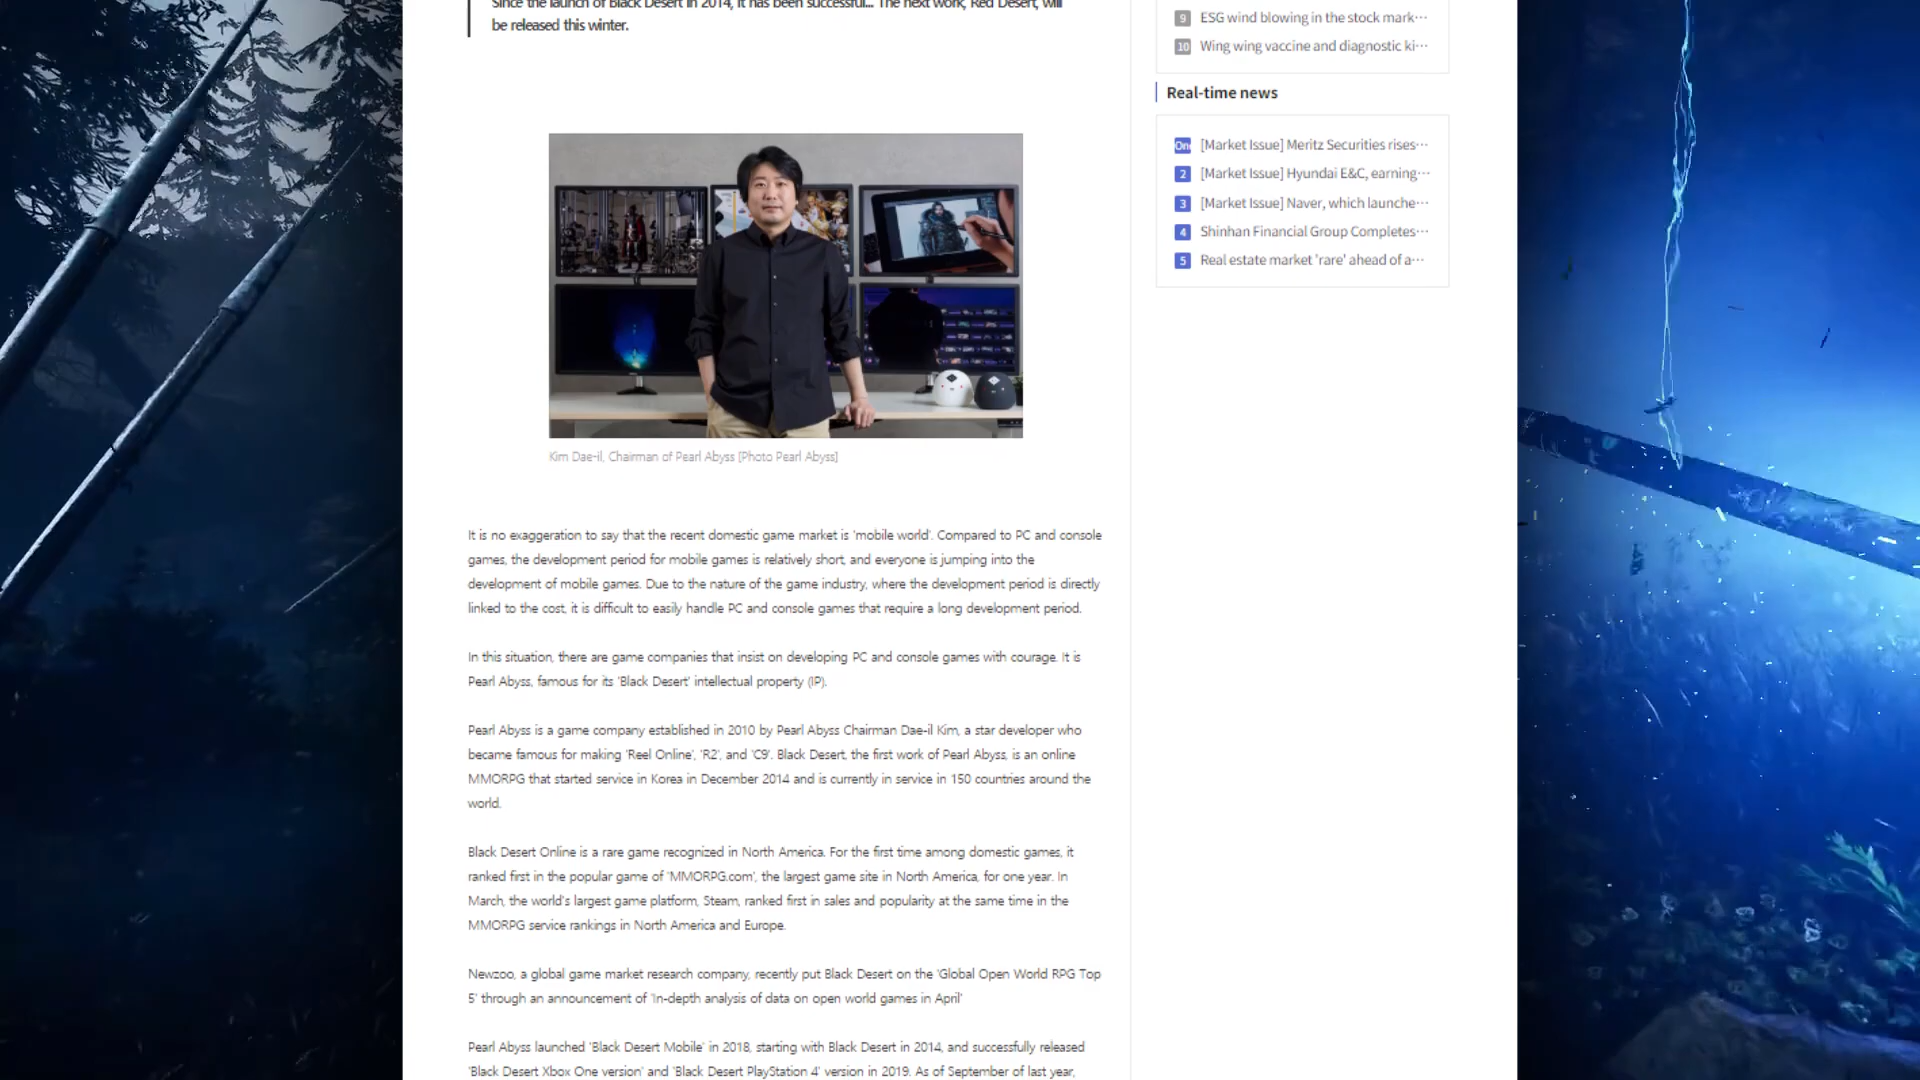 Since the launch of Black Desert in 2014, it has been successful... The next work, Red Desert, will
be released this winter.
Kim Dae-il, Chairman of Pearl Abyss [Photo Pearl Abyss]
It is no exaggeration to say that the recent domestic game market is 'mobile world'. Compared to PC and console
games, the development period for mobile games is relatively short, and everyone is jumping into the
development of mobile games. Due to the nature of the game industry, where the development period is directly
linked to the cost, it is difficult to easily handle PC and console games that require a long development period.
In this situation, there are game companies that insist on developing PC and console games with courage. It is
Pearl Abyss, famous for its 'Black Desert' intellectual property (IP).
Pearl Abyss is a game company established in 2010 by Pearl Abyss Chairman Dae-il Kim, a star developer who
became famous for making 'Reel Online', 'R2', and 'C9'. Black Desert, the first work of Pearl Abyss, is an online
MMORPG that started service in Korea in December 2014 and is currently in service in 150 countries around the
world.
Black Desert Online is a rare game recognized in North America. For the first time among domestic games, it
ranked first in the popular game of 'MMORPG.com', the largest game site in North America, for one year. In
March, the world's largest game platform, Steam, ranked first in sales and popularity at the same time in the
MMORPG service rankings in North America and Europe.
Newzoo, a global game market research company, recently put Black Desert on the 'Global Open World RPG Top
5' through an announcement of 'In-depth analysis of data on open world games in April'
Pearl Abyss launched 'Black Desert Mobile' in 2018, starting with Black Desert in 2014, and successfully released
'Black Desert Xbox One version' and 'Black Desert PlayStation 4' version in 2019. As of September of last year,
9 ESG wind blowing in the stock mark···
10 Wing wing vaccine and diagnostic ki···
Real-time news
One [Market Issue] Meritz Securities rises···
2 [Market Issue] Hyundai E&C, earning···
3 [Market Issue] Naver, which launche···
4 Shinhan Financial Group Completes···
5 Real estate market 'rare' ahead of a···